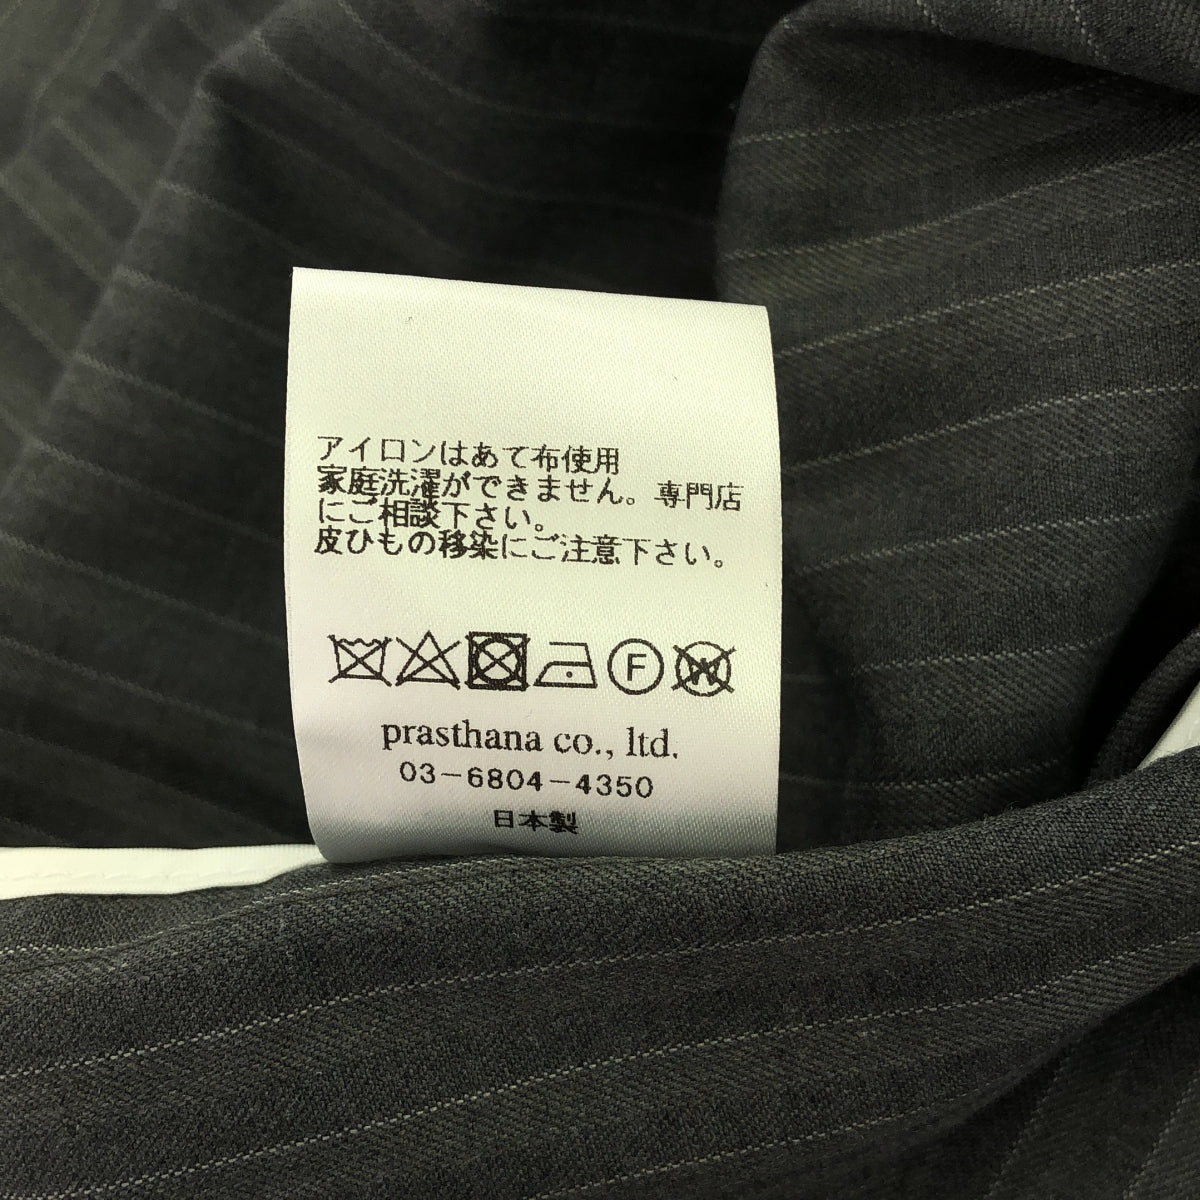 アイロンはあて布使用
家庭洗濯ができません。専門店
にご相談下さい。
皮ひもの移染にご注意下さい。
F W
prasthana co., ltd.
03-6804-4350
日本製